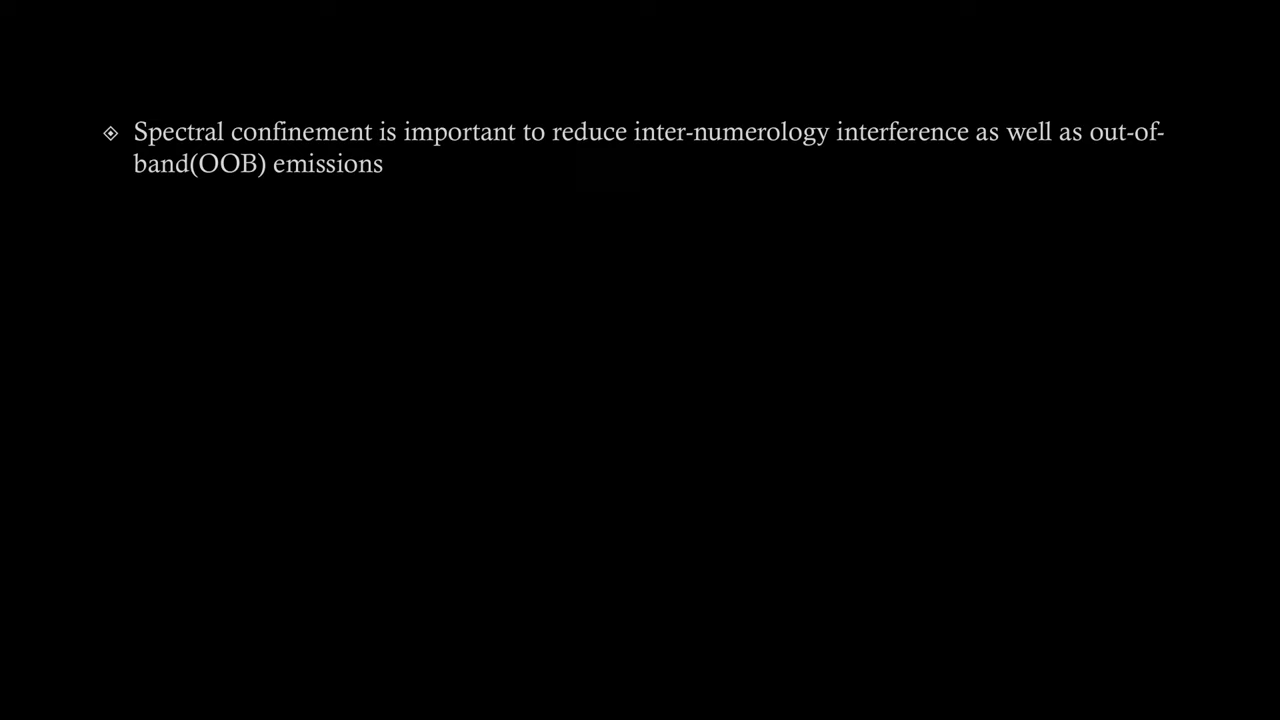 Spectral confinement is important to reduce inter-numerology interference as well as out-of-
band(OOB) emissions